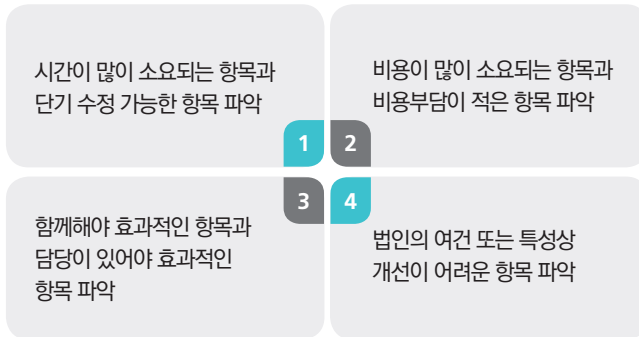 시간이 많이 소요되는 항목과
단기 수정 가능한 항목 파악
1
비용이 많이 소요되는 항목과
비용부담이 적은 항목 파악
2
함께해야 효과적인 항목과
담당이 있어야 효과적인
항목 파악
3
법인의 여건 또는 특성상
개선이 어려운 항목 파악
4